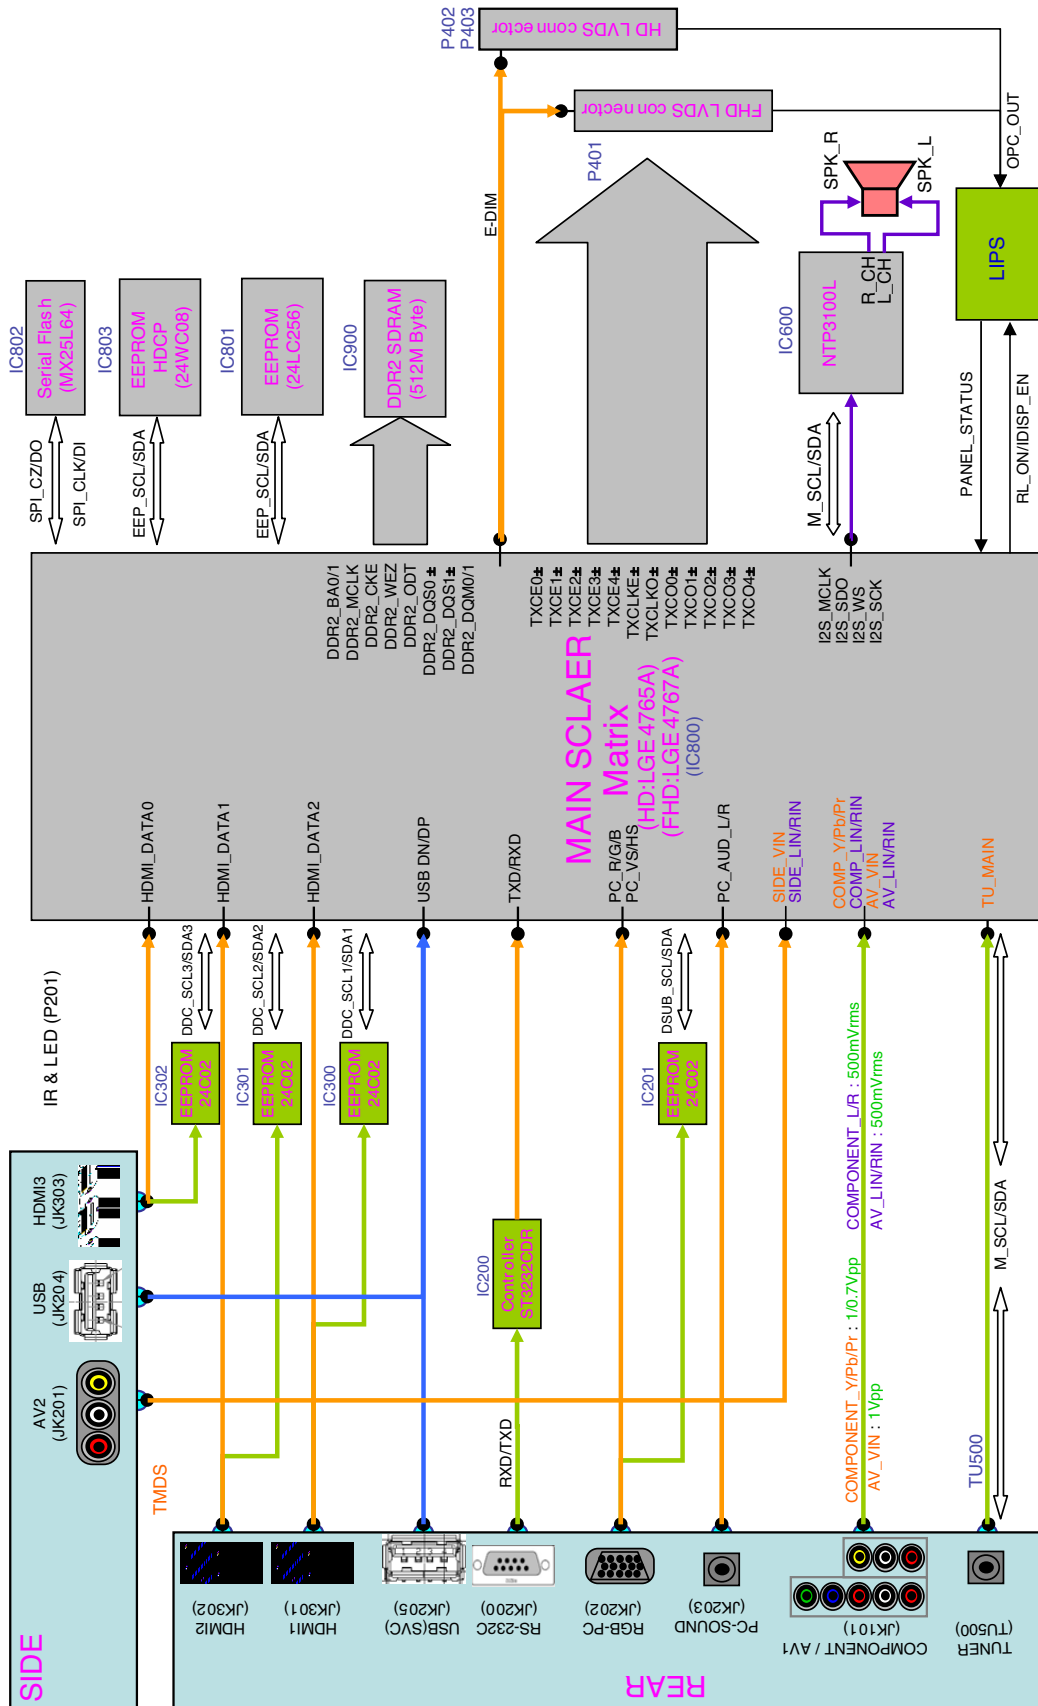 SIDE
AV2
(JK201)
USB
(JK204)
HDMI3
(JK303)
IR & LED (P201)
TMDS
REAR
HDMI2
(JK302)
HDMI1
(JK301)
USB(SVC)
(JK205)
RS-232C
(JK200)
RGB-PC
(JK202)
PC-SOUND
(JK203)
COMPONENT / AV1
(JK101)
TUNER
(TU500)
IC302
EEPROM
24C02
DDC_SCL3/SDA3
IC301
EEPROM
24C02
DDC_SCL2/SDA2
IC300
EEPROM
24C02
DDC_SCL1/SDA1
RXD/TXD
IC200
Controller
ST3232CDR
IC201
EEPROM
24C02
DSUB_SCL/SDA
COMPONENT_Y/Pb/Pr : 1/0.7Vpp
AV_VIN : 1Vpp
COMPONENT_L/R : 500mVrms
AV_LIN/RIN : 500mVrms
TU500
M_SCL/SDA
HDMI_DATA0
HDMI_DATA1
HDMI_DATA2
USB DN/DP
TXD/RXD
PC_R/G/B
PC_VS/HS
PC_AUD_L/R
SIDE_VIN
SIDE_LIN/RIN
COMP_Y/Pb/Pr
COMP_LIN/RIN
AV_VIN
AV_LIN/RIN
TU_MAIN
MAIN SCLAER
Matrix
(HD:LGE4765A)
(FHD:LGE4767A)
(IC800)
DDR2_BA0/1
DDR2_MCLK
DDR2_CKE
DDR2_WEZ
DDR2_ODT
DDR2_DQS0 ±
DDR2_DQS1±
DDR2_DQM0/1
TXCE0±
TXCE1±
TXCE2±
TXCE3±
TXCE4±
TXCLKE±
TXCLKO±
TXCO0±
TXCO1±
TXCO2±
TXCO3±
TXCO4±
I2S_MCLK
I2S_SDO
I2S_WS
I2S_SCK
SPI_CZ/DO
SPI_CLK/DI
IC802
Serial Flash
(MX25L64)
EEP_SCL/SDA
IC803
EEPROM
HDCP
(24WC08)
EEP_SCL/SDA
IC801
EEPROM
(24LC256)
IC900
DDR2 SDRAM
(512M Byte)
E-DIM
P402
P403
HD LVDS connector
FHD LVDS connector
P401
M_SCL/SDA
IC600
NTP3100L
R_CH
L_CH
SPK_R
SPK_L
PANEL_STATUS
RL_ON/IDISP_EN
LIPS
OPC_OUT